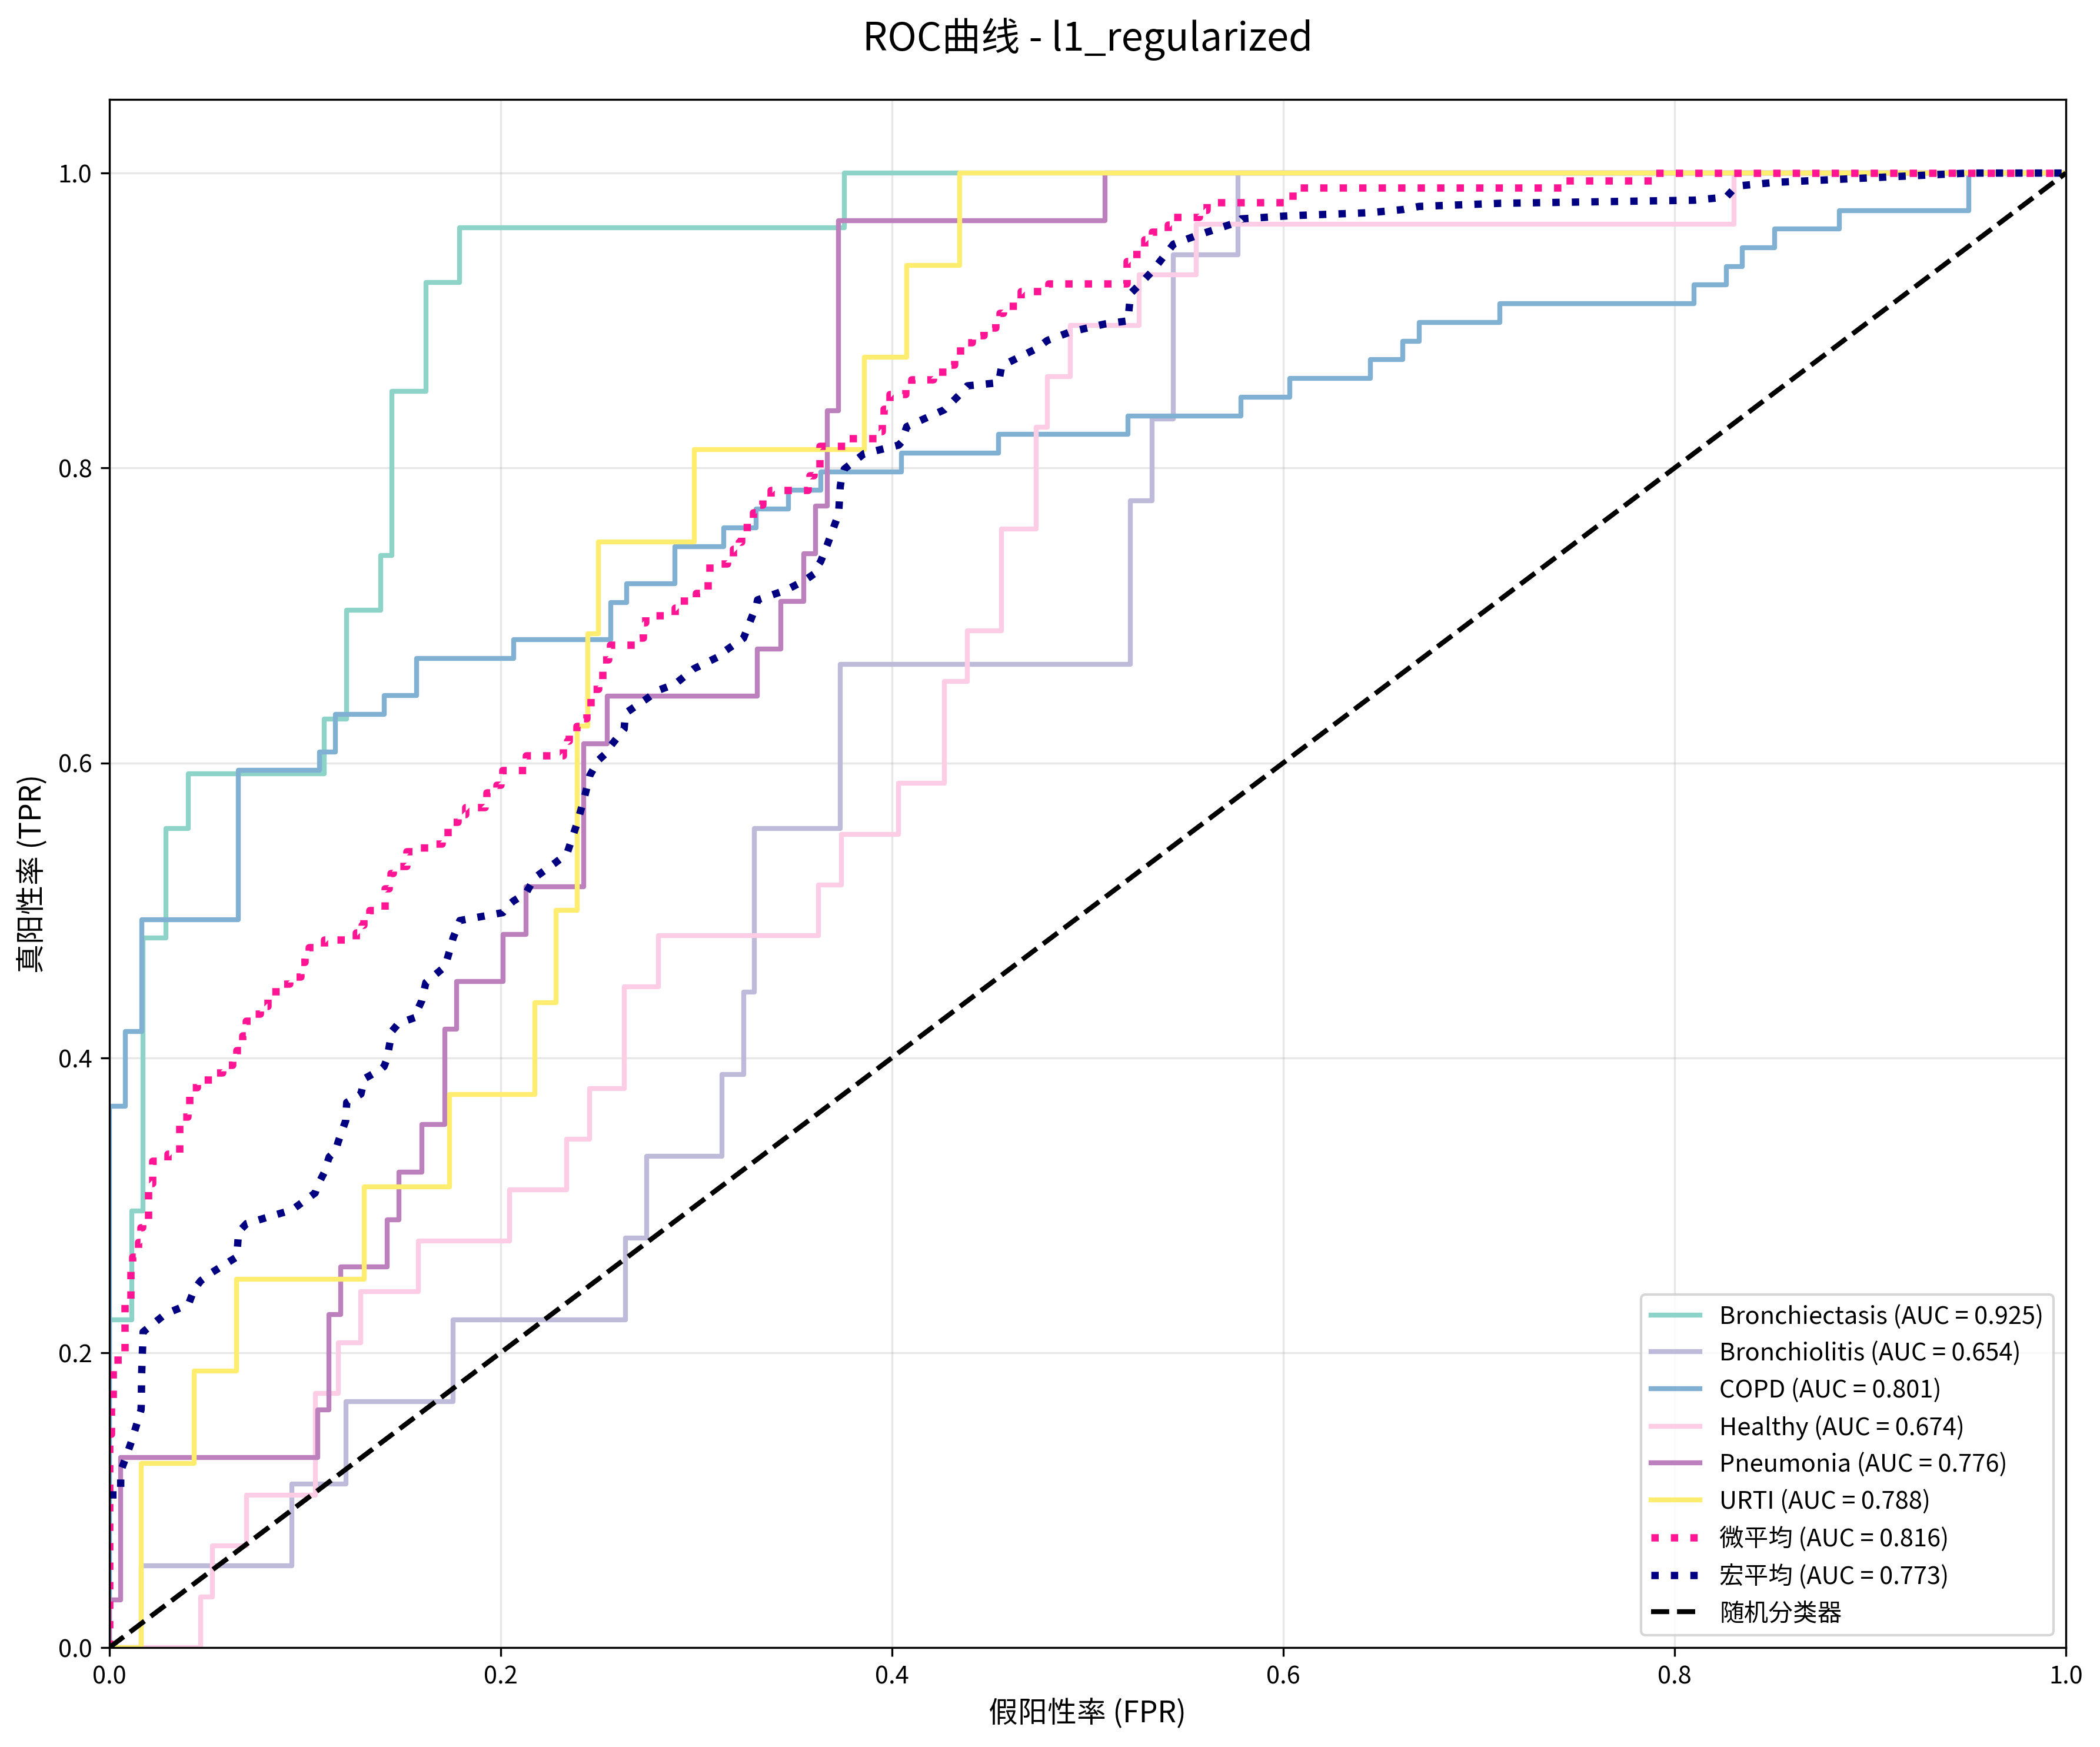 ROC曲线 - l1_regularized
真阳性率 (TPR)
1.0
0.8
0.6
0.4
0.2
0.0
0.0
0.2
0.4
0.6
0.8
1.0
假阳性率 (FPR)
Bronchiectasis (AUC = 0.925)
Bronchiolitis (AUC = 0.654)
COPD (AUC = 0.801)
Healthy (AUC = 0.674)
Pneumonia (AUC = 0.776)
URTI (AUC = 0.788)
微平均 (AUC = 0.816)
宏平均 (AUC = 0.773)
随机分类器